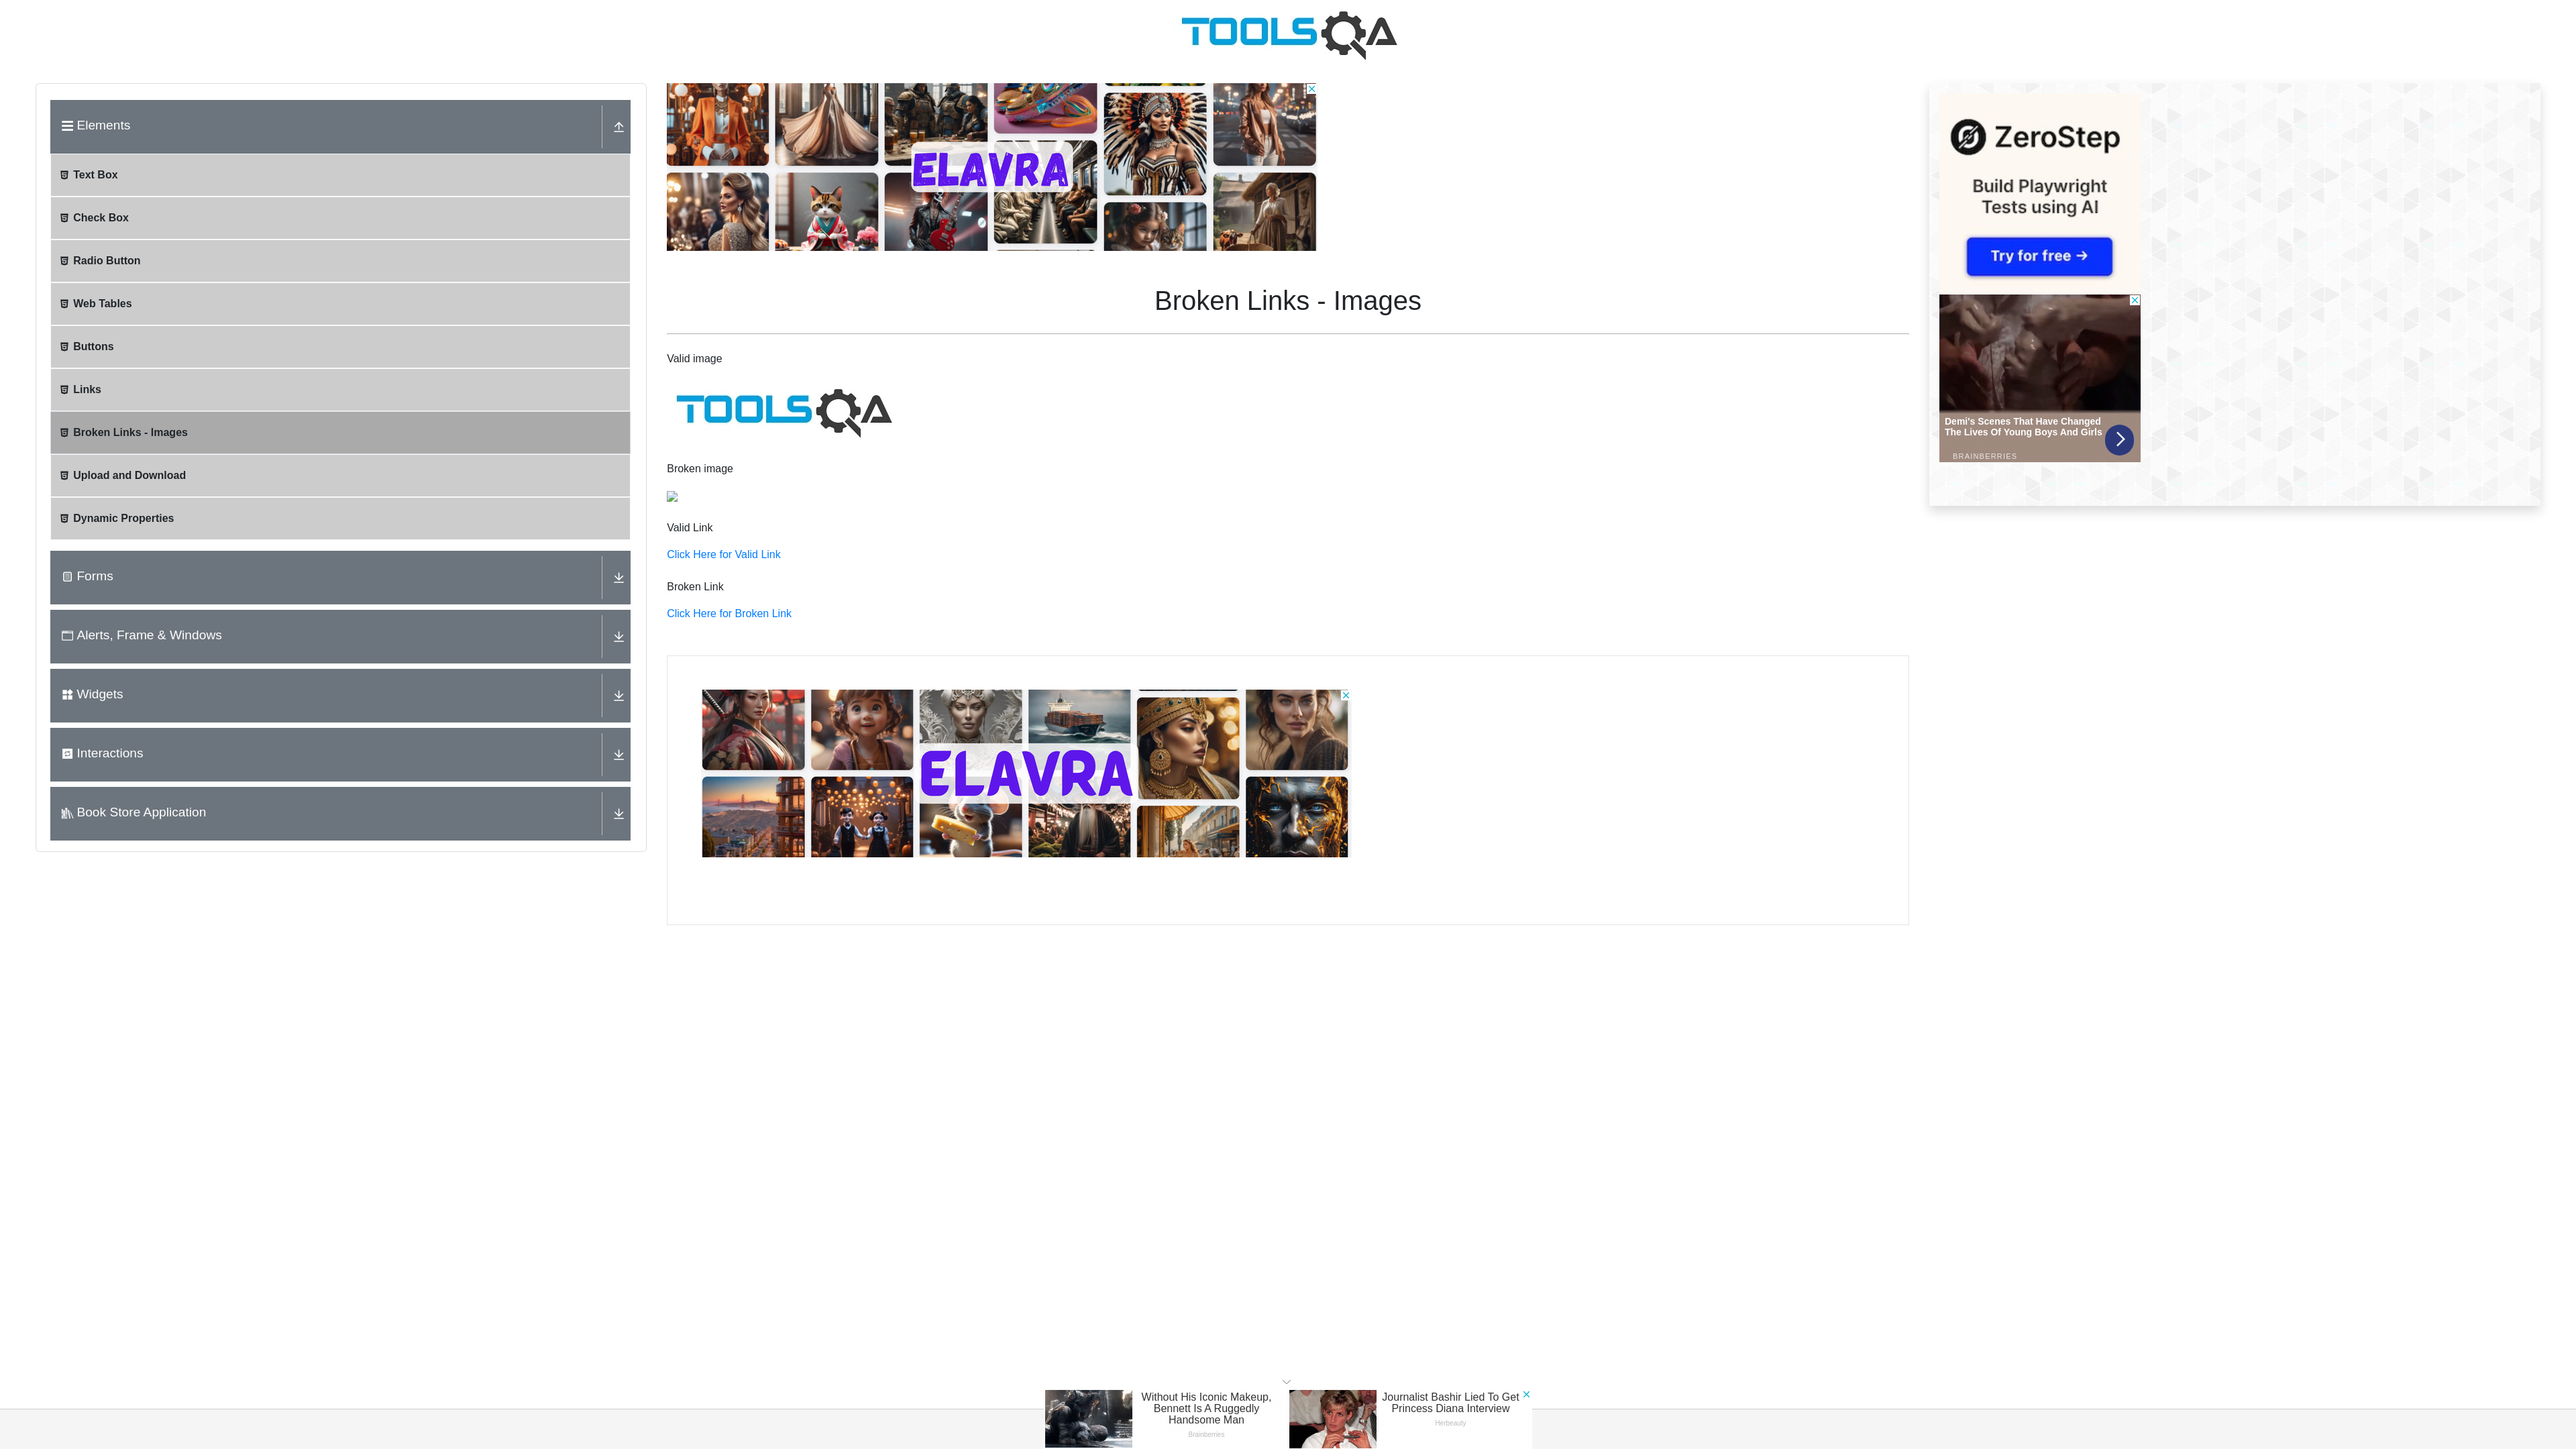 TOOLSQA
Elements
Text Box
Check Box
Radio Button
Web Tables
Buttons
Links
Broken Links - Images
Upload and Download
Dynamic Properties
Forms
Alerts, Frame & Windows
Widgets
Interactions
Book Store Application
ELAVRA
Broken Links - Images
Valid image
TOOLSQA
Broken image
Valid Link
Click Here for Valid Link
Broken Link
Click Here for Broken Link
ELAVRA
ZeroStep
Build Playwright
Tests using AI
Try for free →
Demi's Scenes That Have Changed
The Lives Of Young Boys And Girls
BRAINBERRIES
Without His Iconic Makeup,
Bennett Is A Ruggedly
Handsome Man
Brainberries
Journalist Bashir Lied To Get
Princess Diana Interview
Herbeauty